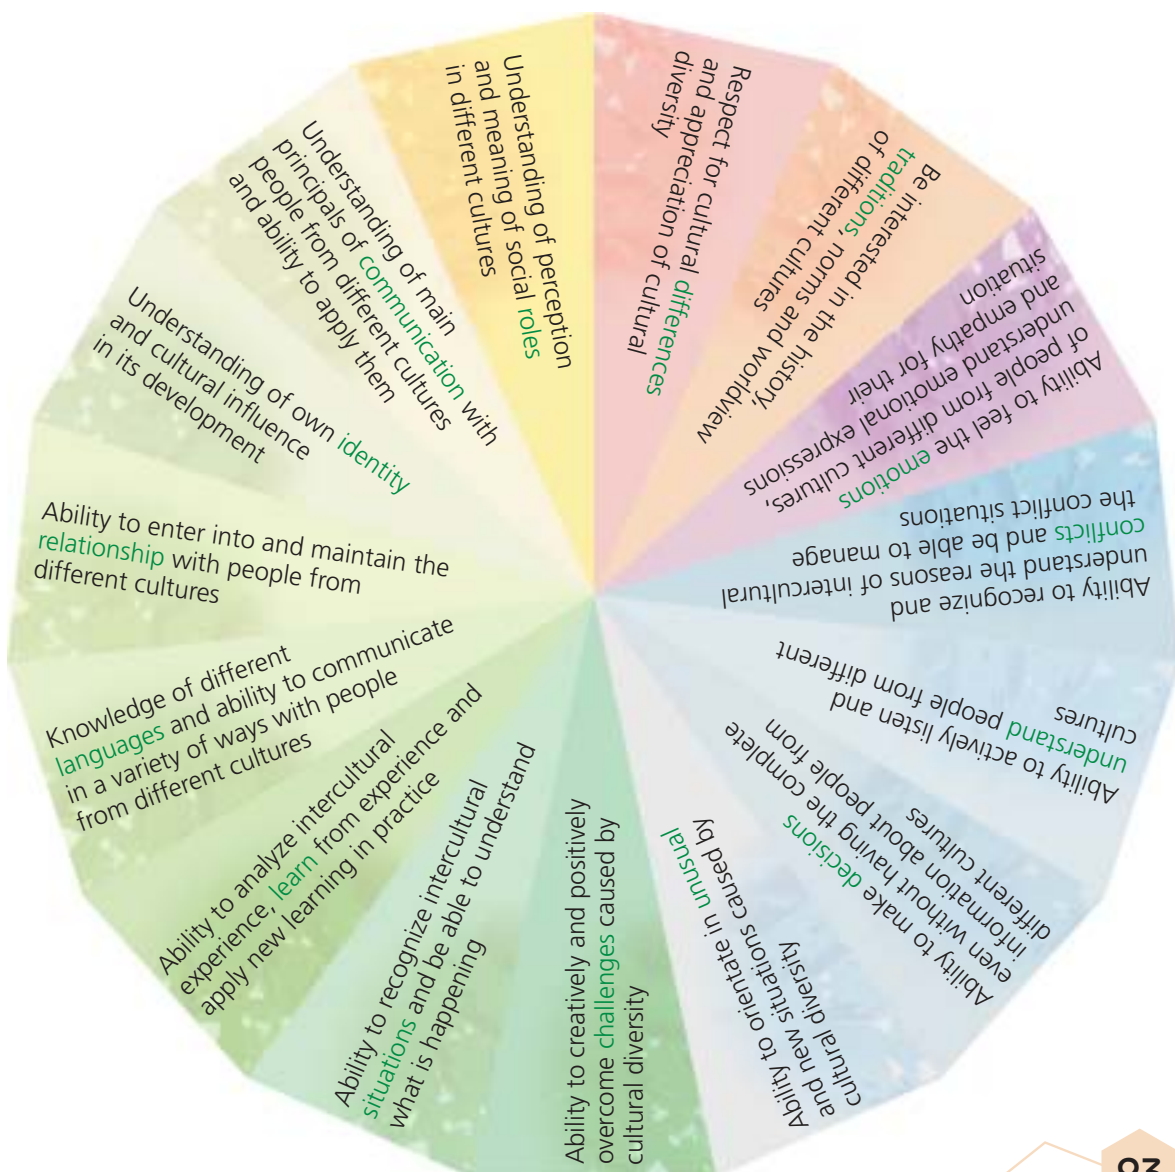 Respect for cultural differences
and appreciation of cultural
diversity
Be interested in the history,
traditions, norms and worldview
of different cultures
Ability to feel the emotions
of people from different cultures,
understand emotional expressions
and empathy for their
situation
Ability to recognize and
understand the reasons of intercultural
conflicts and be able to manage
the conflict situations
Ability to actively listen and
understand people from different
cultures
Ability to make decisions
even without having the complete
information about people from
different cultures
Ability to orientate in unusual
and new situations caused by
cultural diversity
Ability to creatively and positively
overcome challenges caused by
cultural diversity
Ability to recognize intercultural
situations and be able to understand
what is happening
Ability to analyze intercultural
experience, learn from experience and
apply new learning in practice
Knowledge of different
languages and ability to communicate
in a variety of ways with people
from different cultures
Ability to enter into and maintain the
relationship with people from
different cultures
Understanding of own identity
and cultural influence
in its development
Understanding of main
principals of communication with
people from different cultures
and ability to apply them
Understanding of perception
and meaning of social roles
in different cultures